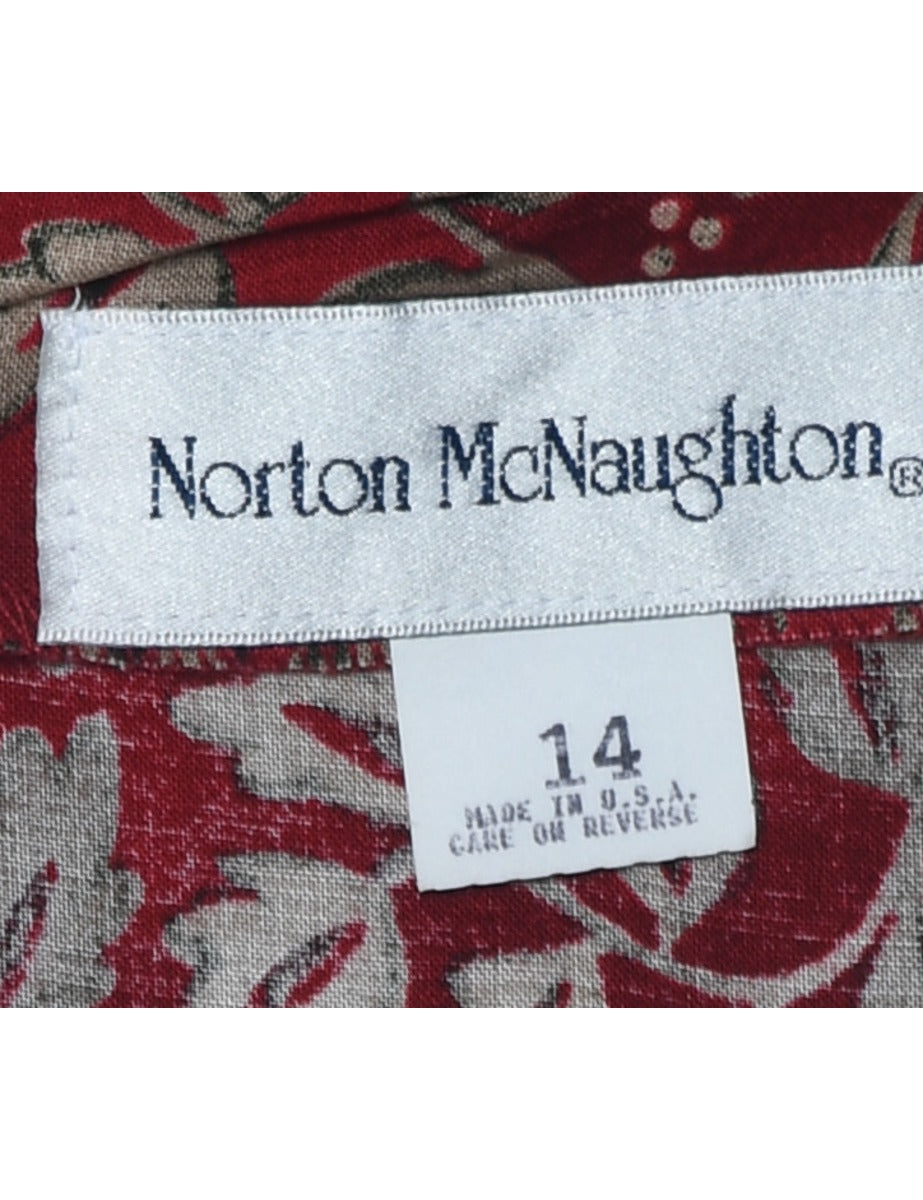 Norton McNaughton®
14
MADE IN U.S.A.
CARE ON REVERSE